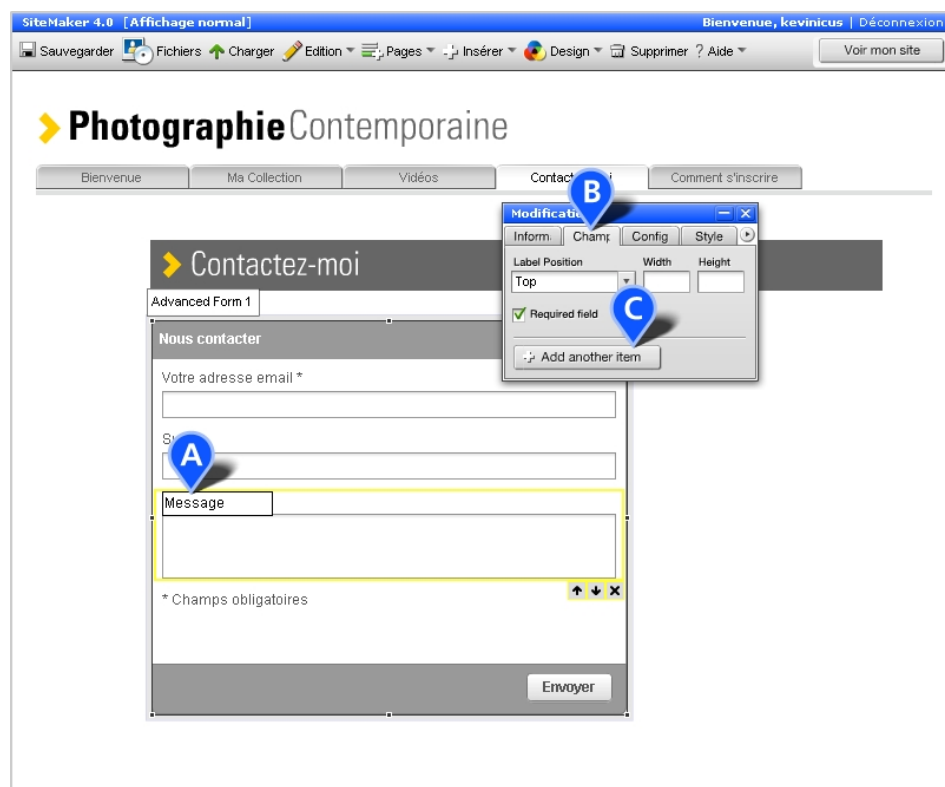 SiteMaker 4.0 [Affichage normal] Bienvenue, kevinicus | Déconnexion
Sauvegarder Fichiers Charger Edition Pages Insérer Design Supprimer ? Aide Voir mon site
Photographie Contemporaine
Bienvenue Ma Collection Vidéos Comment s'inscrire
B
Inform. Champ Config Style
Contactez-moi
Label Position Width Height
Top
Advanced Form 1
C
Required field
Nous contacter
Add another item
Votre adresse email *
A
Message
* Champs obligatoires
Envoyer